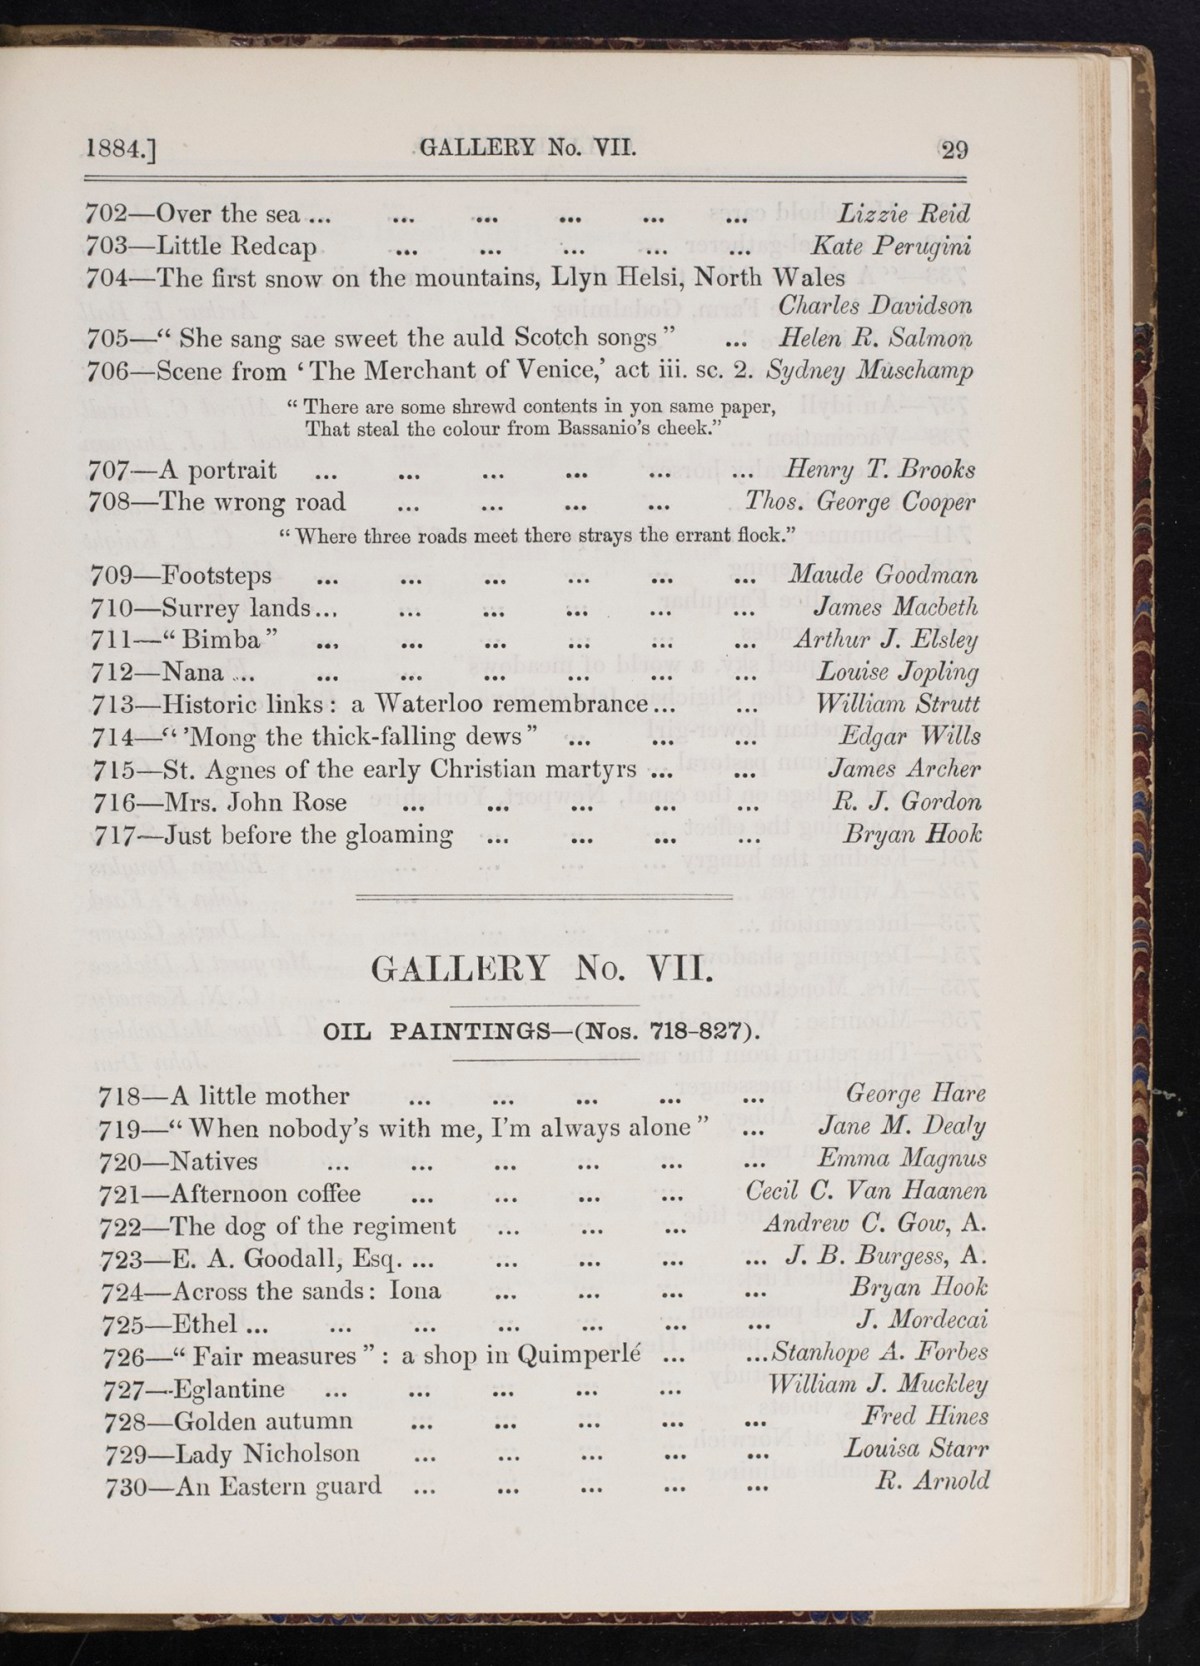 1884.] GALLERY No. VII. 29
702—Over the sea ... ... ... ... ... ... Lizzie Reid
703—Little Redcap ... ... ... ... ... Kate Perugini
704—The first snow on the mountains, Llyn Helsi, North Wales
Charles Davidson
705—“ She sang sae sweet the auld Scotch songs ” ... Helen R. Salmon
706—Scene from ‘ The Merchant of Venice,’ act iii. sc. 2. Sydney Muschamp
“ There are some shrewd contents in yon same paper,
That steal the colour from Bassanio’s cheek.”
707—A portrait ... ... ... ... ... ... Henry T. Brooks
708—The wrong road ... ... ... ... Thos. George Cooper
“ Where three roads meet there strays the errant flock.”
709—Footsteps ... ... ... ... ... ... Maude Goodman
710—Surrey lands ... ... ... ... ... ... James Macbeth
711—“ Bimba ” ... ... ... ... ... ... Arthur J. Elsley
712—Nana ... ... ... ... ... ... ... Louise Jopling
713—Historic links : a Waterloo remembrance ... ... William Strutt
714—“ ’Mong the thick-falling dews ” ... ... ... Edgar Wills
715—St. Agnes of the early Christian martyrs ... ... James Archer
716—Mrs. John Rose ... ... ... ... ... R. J. Gordon
717—Just before the gloaming ... ... ... ... Bryan Hook
GALLERY No. VII.
OIL PAINTINGS—(Nos. 718-827).
718—A little mother ... ... ... ... ... George Hare
719—“ When nobody’s with me, I’m always alone ” ... Jane M. Dealy
720—Natives ... ... ... ... ... ... Emma Magnus
721—Afternoon coffee ... ... ... ... Cecil C. Van Haanen
722—The dog of the regiment ... ... ... Andrew C. Gow, A.
723—E. A. Goodall, Esq. ... ... ... ... ... J. B. Burgess, A.
724—Across the sands : Iona ... ... ... ... Bryan Hook
725—Ethel ... ... ... ... ... ... ... J. Mordecai
726—“ Fair measures ” : a shop in Quimperlé ... ... Stanhope A. Forbes
727—Eglantine ... ... ... ... ... William J. Muckley
728—Golden autumn ... ... ... ... ... Fred Hines
729—Lady Nicholson ... ... ... ... ... Louisa Starr
730—An Eastern guard ... ... ... ... ... R. Arnold